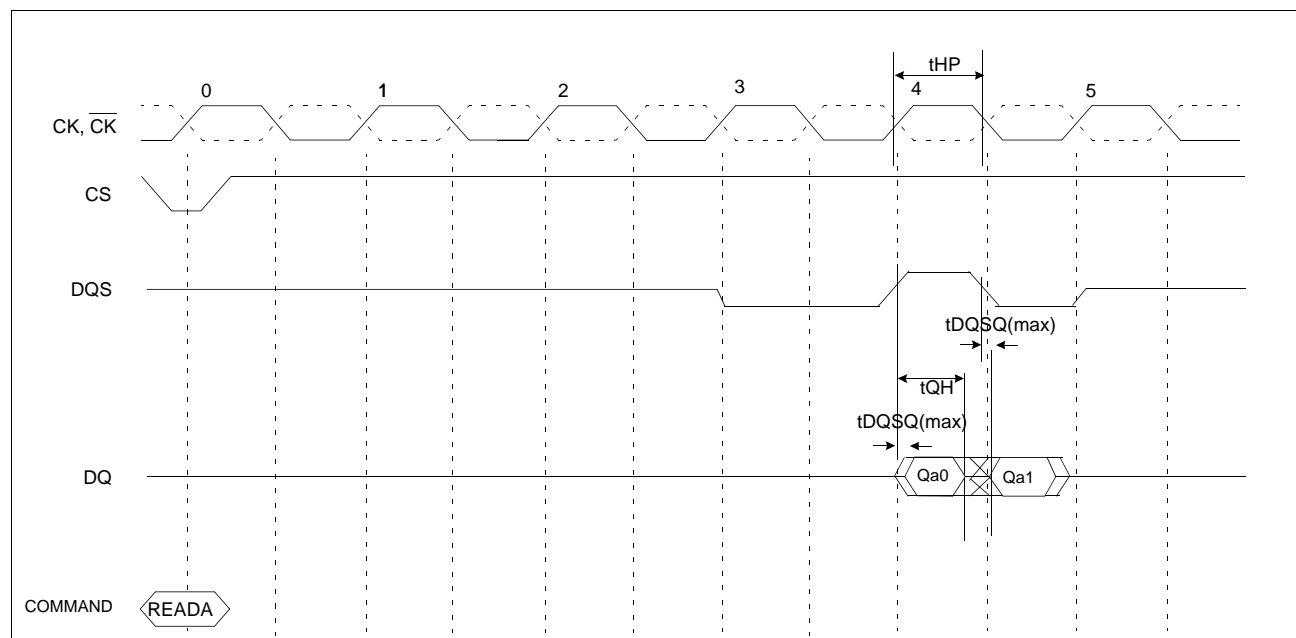 tHP
0 1 2 3 4 5
CK, C̅K̅
CS
DQS
tDQSQ(max)
tQH
tDQSQ(max)
DQ
Qa0 Qa1
COMMAND
READA